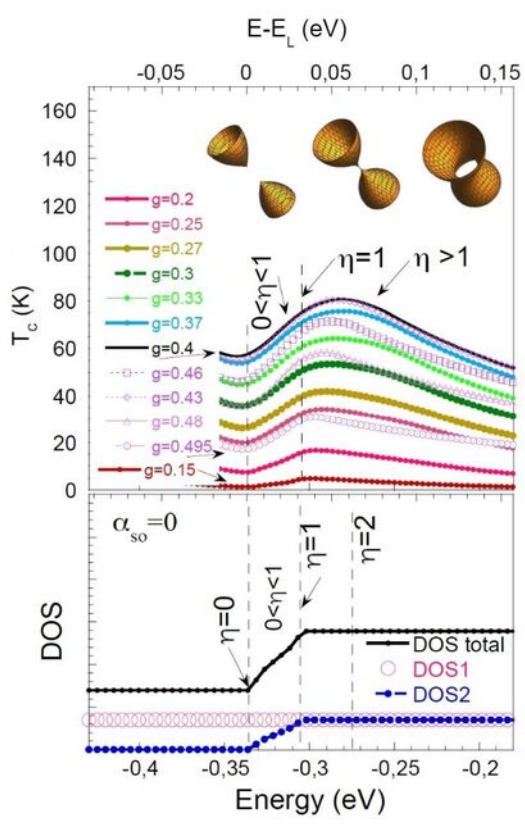 E-E_L (eV)
-0,05 0 0,05 0,1 0,15
T_c (K)
160
140
120
100
80
60
40
20
0
g=0.2
g=0.25
g=0.27
g=0.3
g=0.33
g=0.37
g=0.4
g=0.46
g=0.43
g=0.48
g=0.495
g=0.15
0<η<1
η=1
η >1
α_so=0
DOS
η=0
0<η<1
η=1
η=2
DOS total
DOS1
DOS2
-0,4 -0,35 -0,3 -0,25 -0,2
Energy (eV)